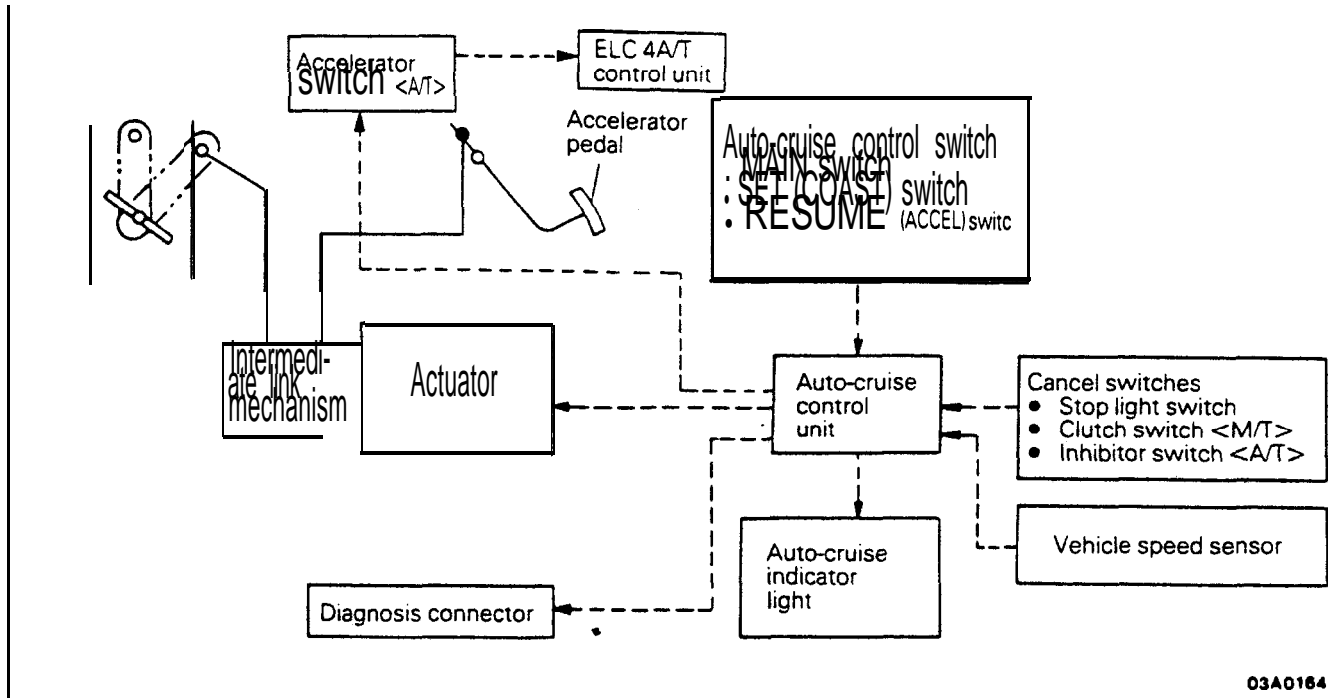 Accelerator
switch <A/T>
ELC 4A/T
control unit
Accelerator
pedal
Auto-cruise control switch
MAIN switch
: SET (COAST) switch
• RESUME (ACCEL) switc
Intermedi-
ate link
mechanism
Actuator
Auto-cruise
control
unit
Cancel switches
● Stop light switch
● Clutch switch <M/T>
● Inhibitor switch <A/T>
Vehicle speed sensor
Auto-cruise
indicator
light
Diagnosis connector
03A0164